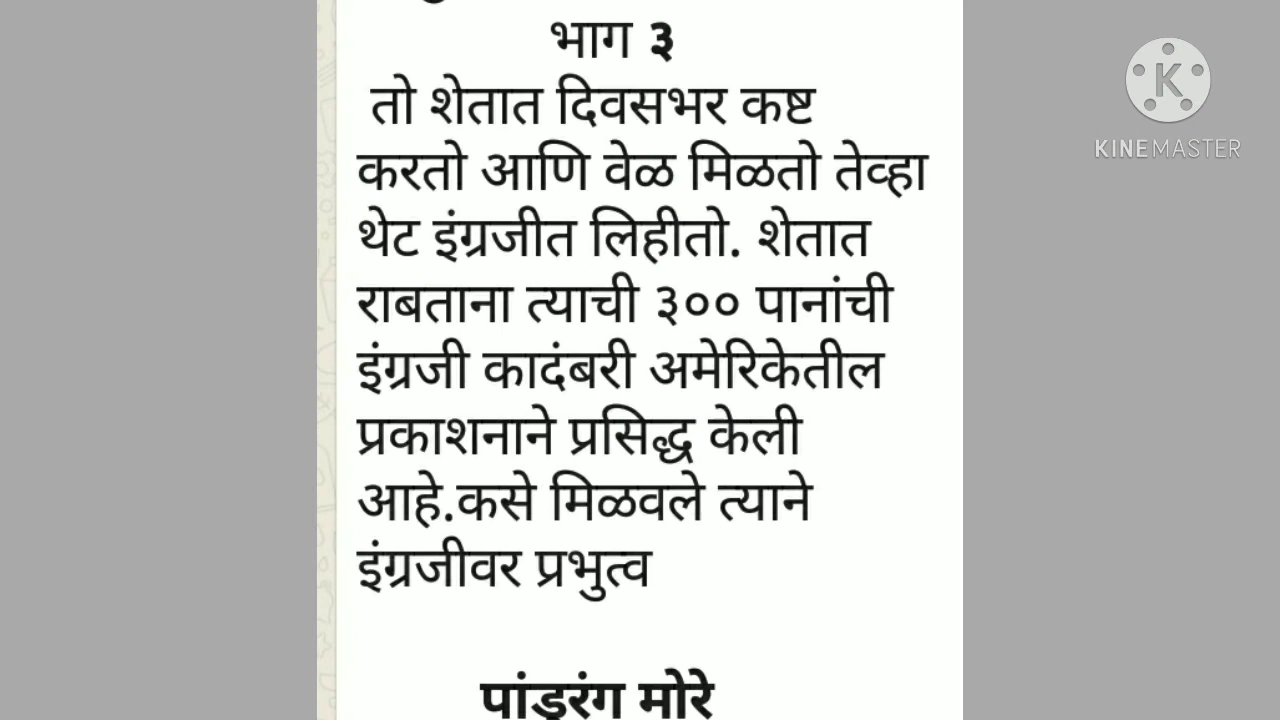 भाग ३
तो शेतात दिवसभर कष्ट
करतो आणि वेळ मिळतो तेव्हा
थेट इंग्रजीत लिहीतो. शेतात
राबताना त्याची ३०० पानांची
इंग्रजी कादंबरी अमेरिकेतील
प्रकाशनाने प्रसिद्ध केली
आहे.कसे मिळवले त्याने
इंग्रजीवर प्रभुत्व
पांडुरंग मोरे
K
KINEMASTER